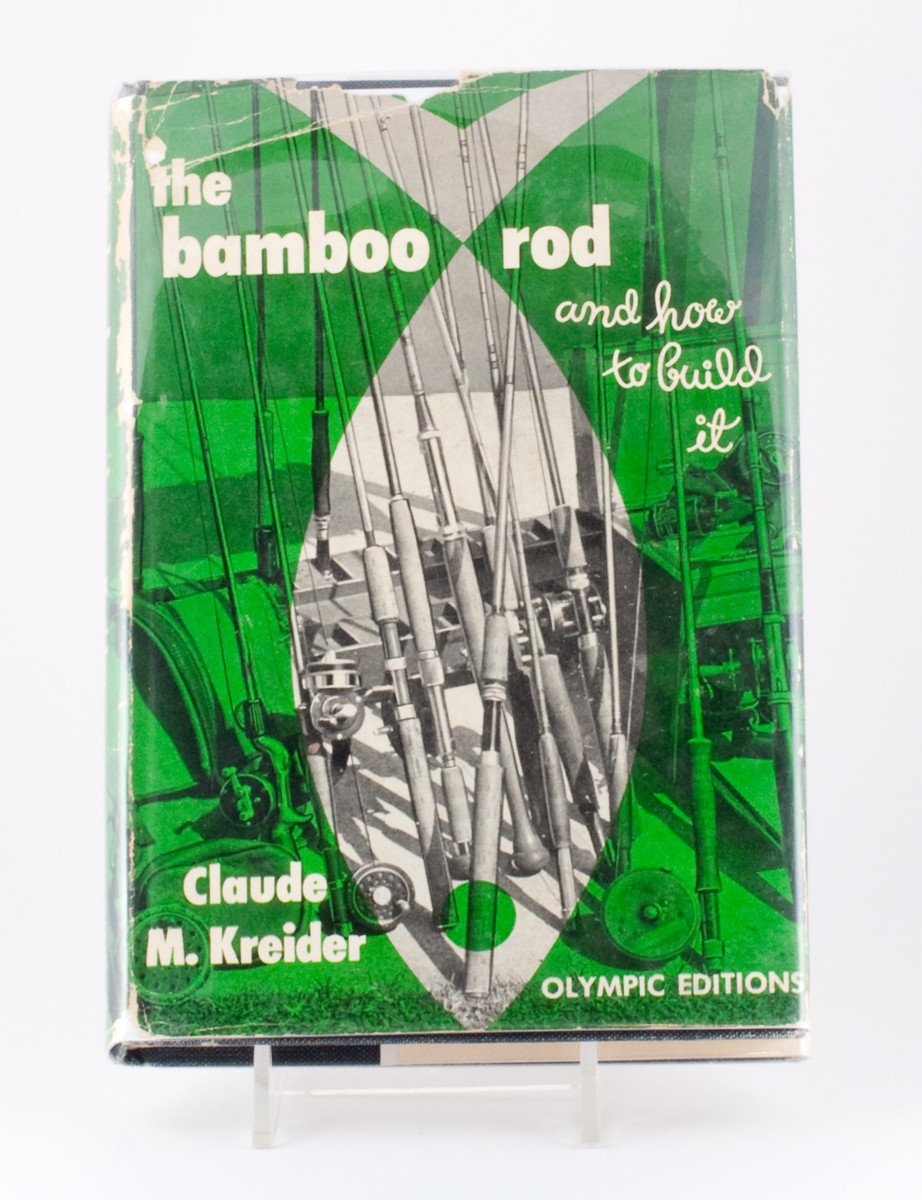 the
bamboo rod
and how
to build
it
Claude
M. Kreider
OLYMPIC EDITIONS